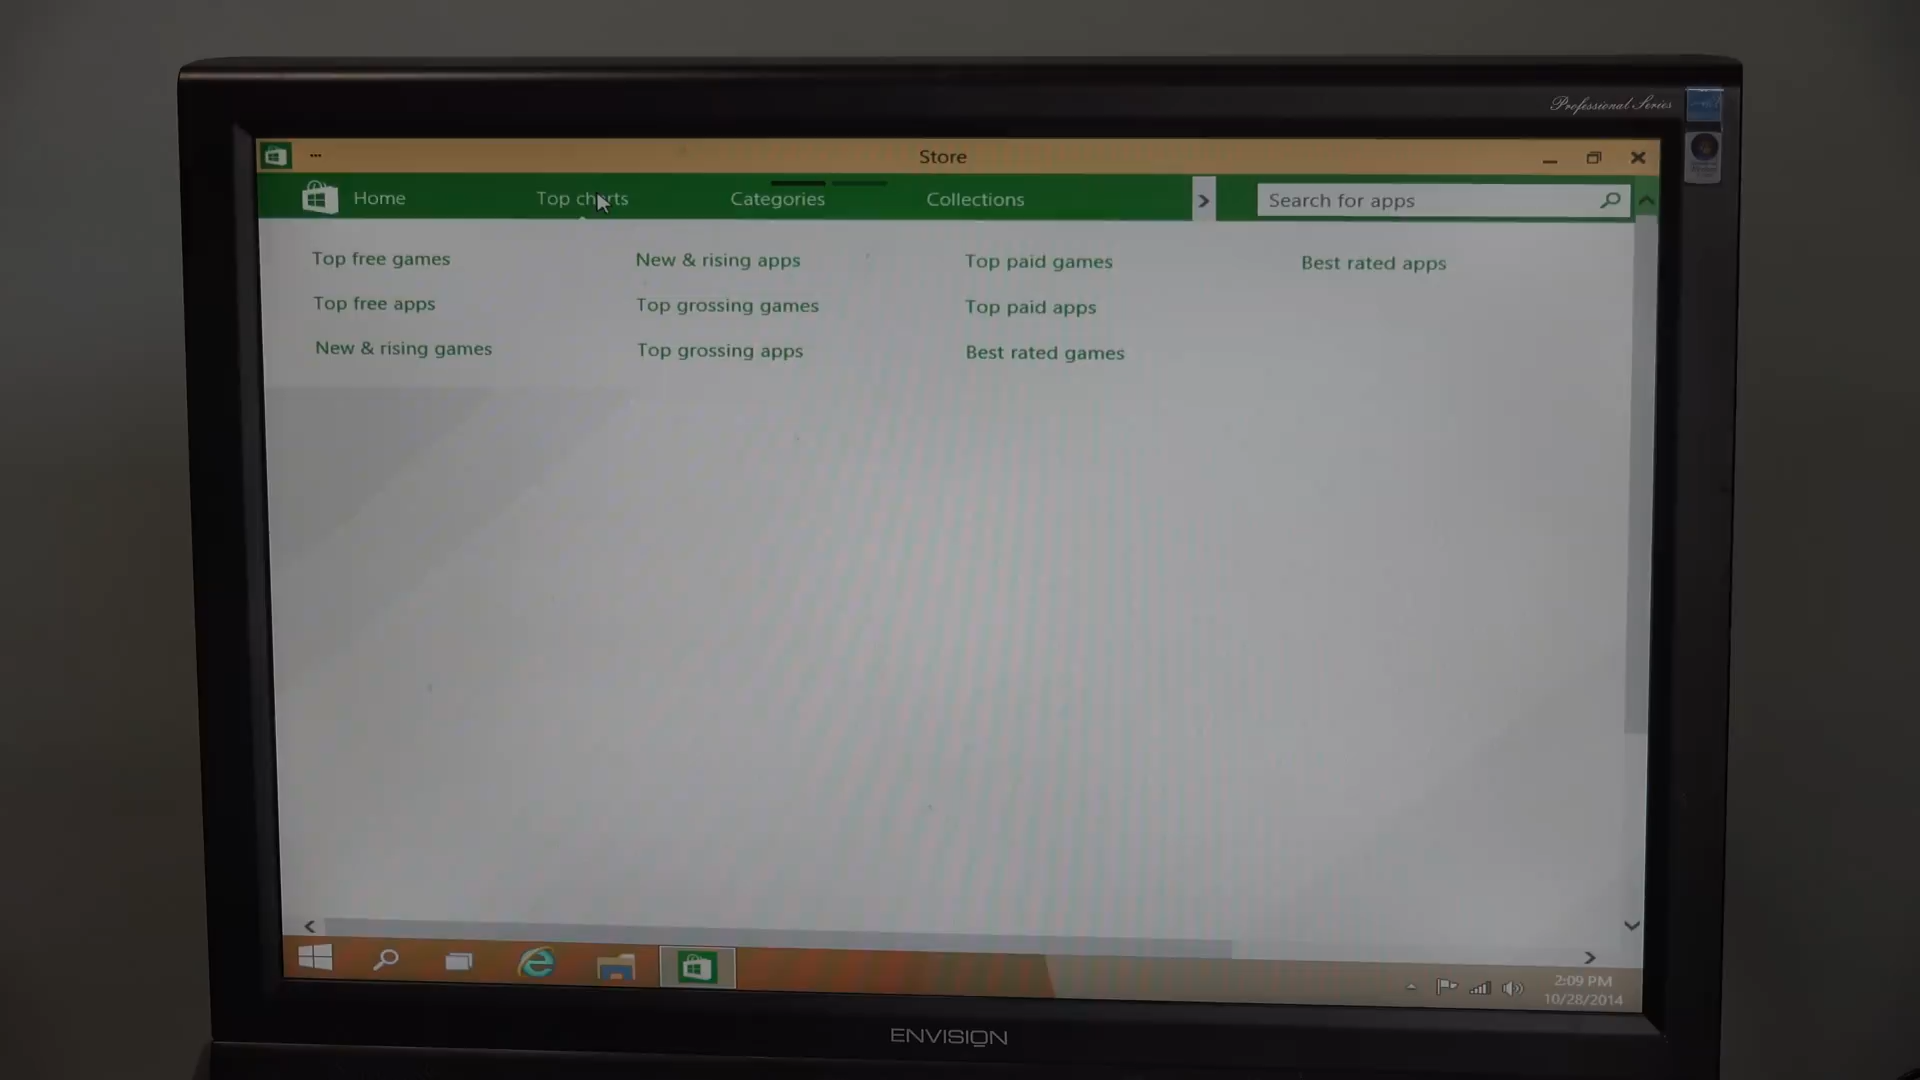 Professional Series
Store
Home
Top charts
Categories
Collections
Search for apps
Top free games
New & rising apps
Top paid games
Best rated apps
Top free apps
Top grossing games
Top paid apps
New & rising games
Top grossing apps
Best rated games
2:09 PM
10/28/2014
ENVISION